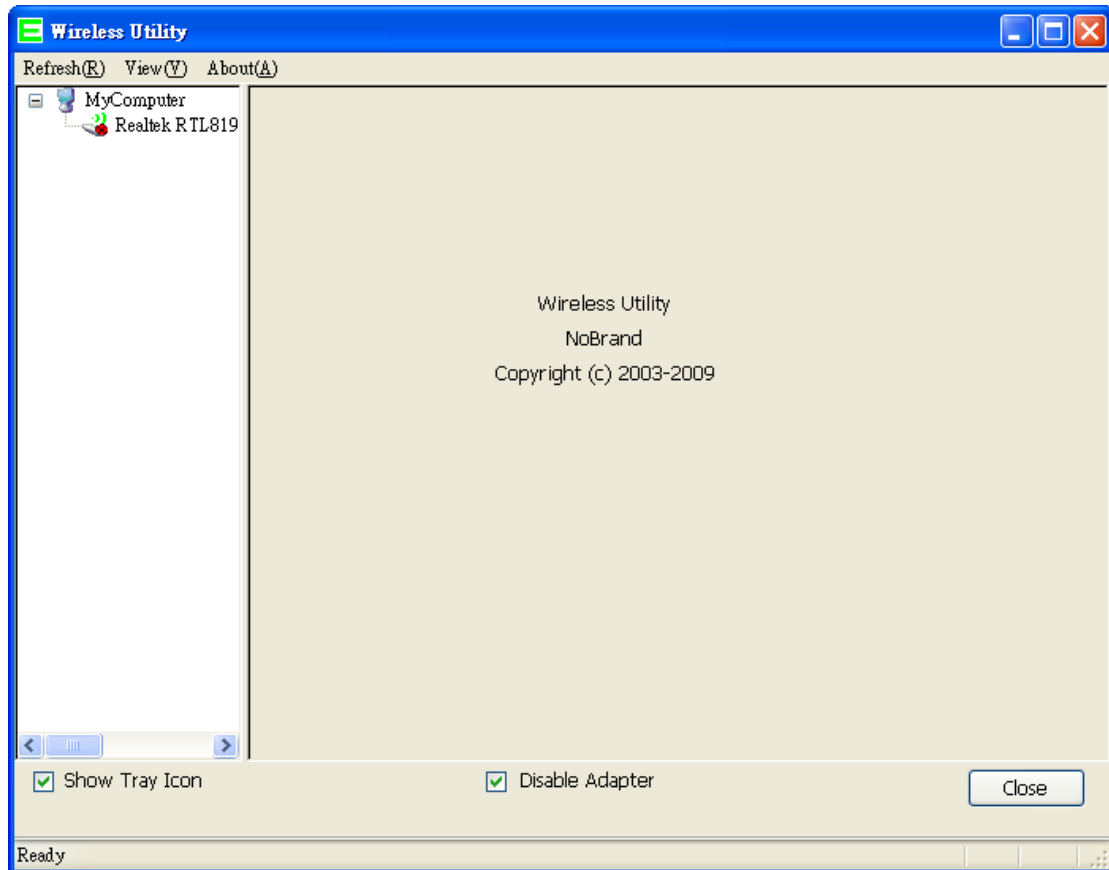 Wireless Utility
Refresh(R) View(V) About(A)
MyComputer
Realtek RTL819
Wireless Utility
NoBrand
Copyright (c) 2003-2009
Show Tray Icon
Disable Adapter
Close
Ready